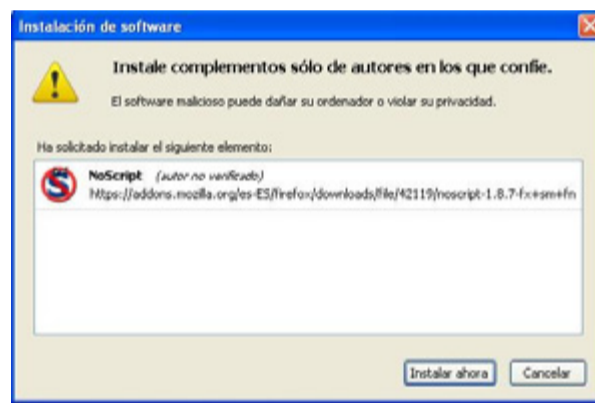 Instalación de software
Instale complementos sólo de autores en los que confíe.
El software malicioso puede dañar su ordenador o violar su privacidad.
Ha solicitado instalar el siguiente elemento:
NoScript (autor no verificado)
https://addons.mozilla.org/es-ES/firefox/downloads/file/42119/noscript-1.8.7-fx+sm+fn
Instalar ahora Cancelar